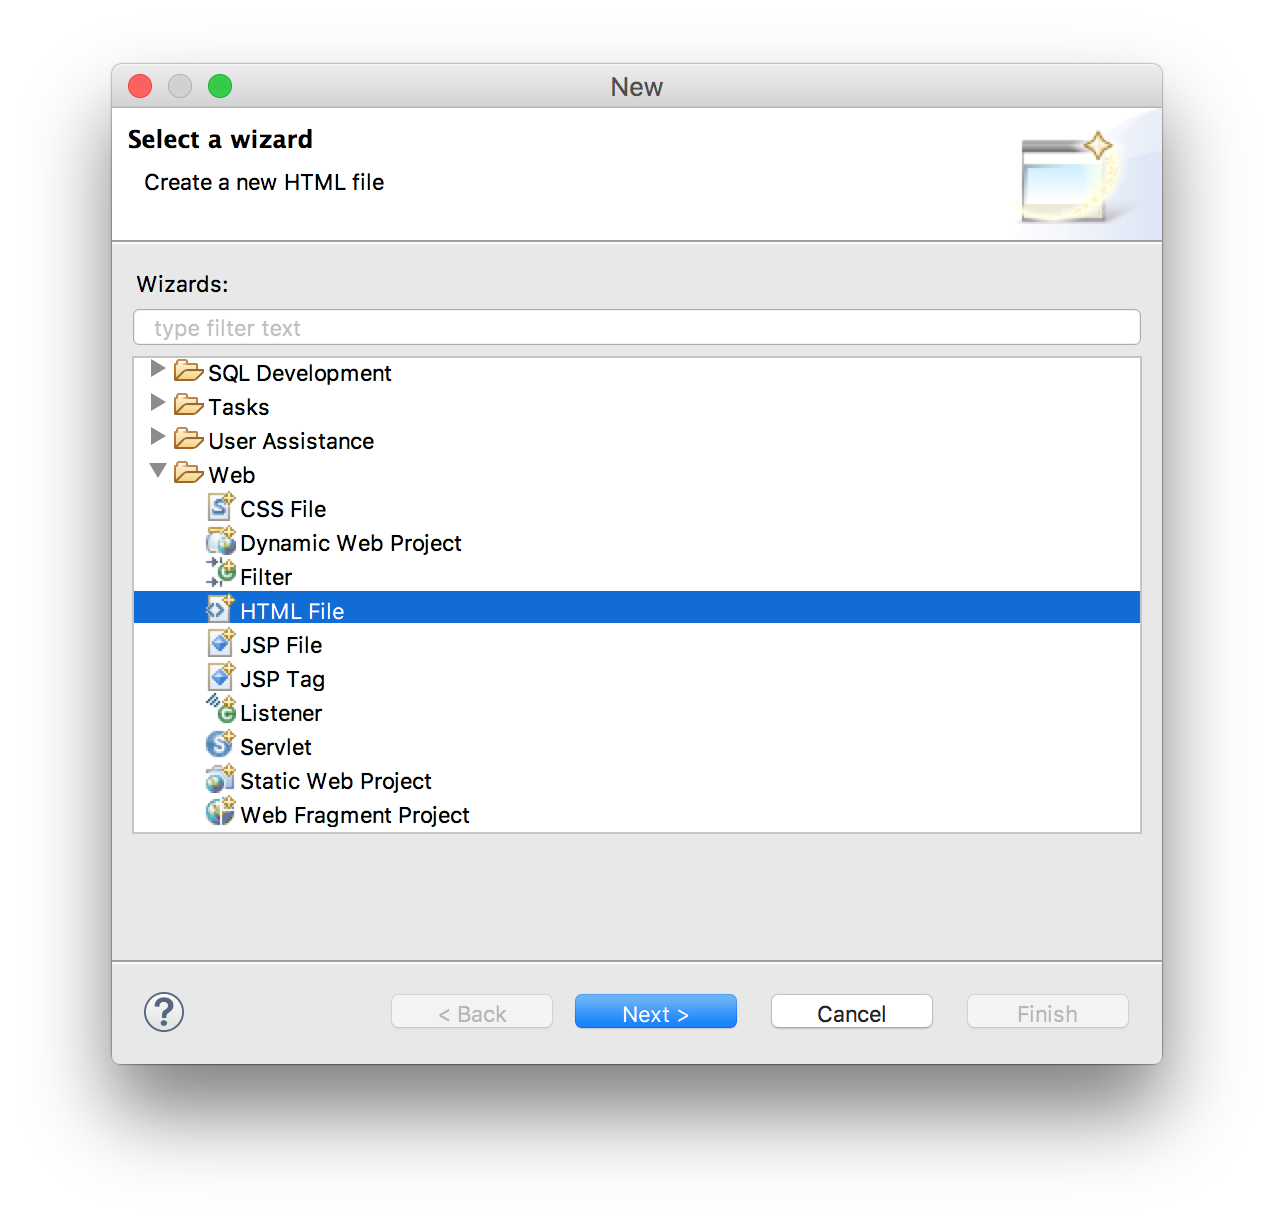 New
Select a wizard
Create a new HTML file
Wizards:
type filter text
SQL Development
Tasks
User Assistance
Web
CSS File
Dynamic Web Project
Filter
HTML File
JSP File
JSP Tag
Listener
Servlet
Static Web Project
Web Fragment Project
? < Back Next > Cancel Finish